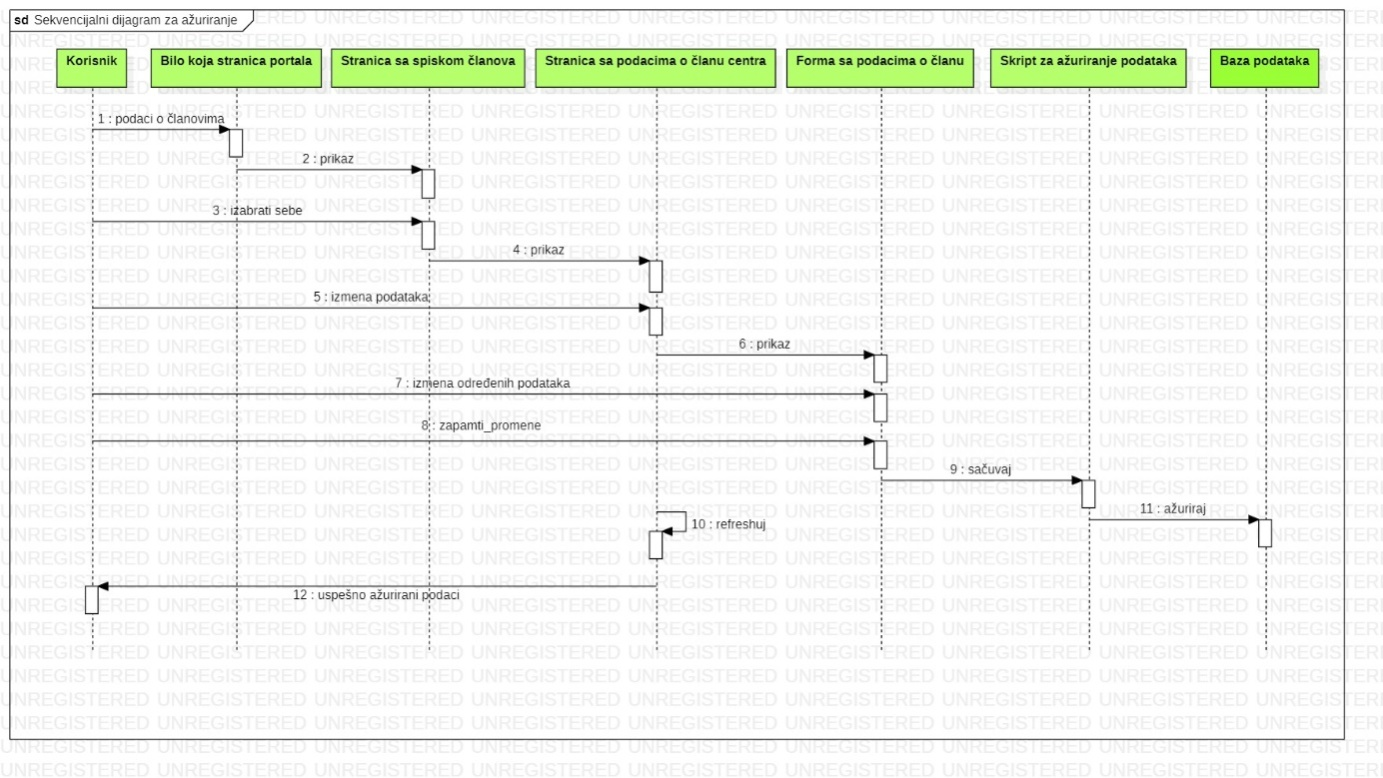 sd Sekvencijalni dijagram za ažuriranje
Korisnik
Bilo koja stranica portala
Stranica sa spiskom članova
Stranica sa podacima o članu centra
Forma sa podacima o članu
Skript za ažuriranje podataka
Baza podataka
1 : podaci o članovima
2 : prikaz
3 : izabrati sebe
4 : prikaz
5 : izmena podataka
6 : prikaz
7 : izmena određenih podataka
8 : zapamti_promene
9 : sačuvaj
11 : ažuriraj
10 : refreshuj
12 : uspešno ažurirani podaci
UNREGISTERED